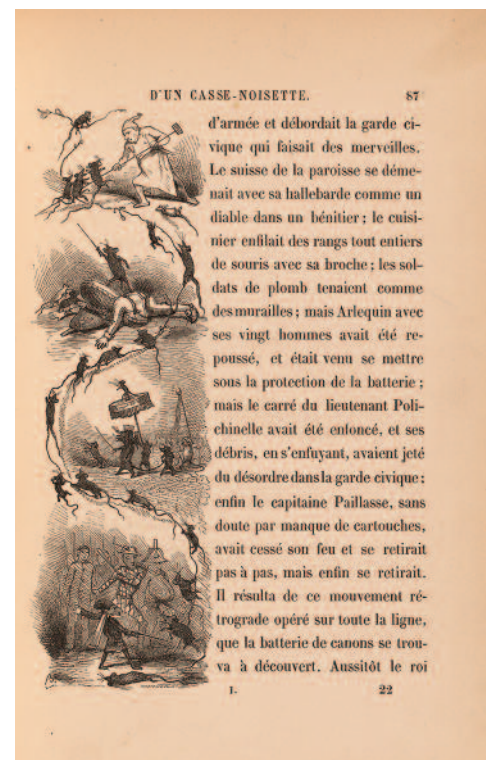 D'UN CASSE-NOISETTE. 87
d'armée et débordait la garde ci-
vique qui faisait des merveilles.
Le suisse de la paroisse se déme-
nait avec sa hallebarde comme un
diable dans un bénitier ; le cuisi-
nier enfilait des rangs tout entiers
de souris avec sa broche ; les sol-
dats de plomb tenaient comme
des murailles ; mais Arlequin avec
ses vingt hommes avait été re-
poussé, et était venu se mettre
sous la protection de la batterie ;
mais le carré du lieutenant Poli-
chinelle avait été enfoncé, et ses
débris, en s'enfuyant, avaient jeté
du désordre dans la garde civique ;
enfin le capitaine Paillasse, sans
doute par manque de cartouches,
avait cessé son feu et se retirait
pas à pas, mais enfin se retirait.
Il résulta de ce mouvement ré-
trograde opéré sur toute la ligne,
que la batterie de canons se trou-
va à découvert. Aussitôt le roi
I. 22